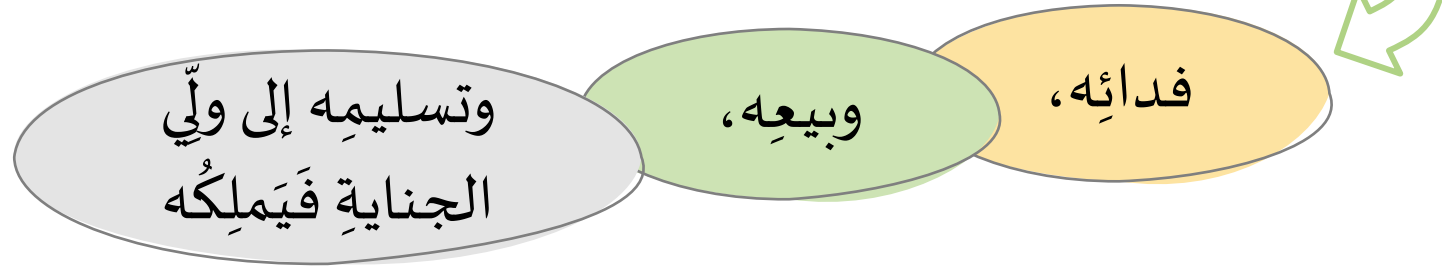 فدائِه،
وبيعِه،
وتسليمِه إلى ولّيِ
الجنايةِ فَيَملِكُه